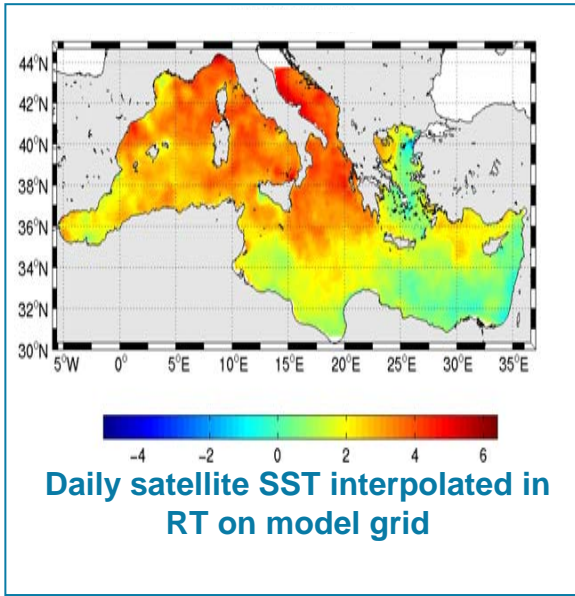 44°N
42°N
40°N
38°N
36°N
34°N
32°N
30°N
5°W 0° 5°E 10°E 15°E 20°E 25°E 30°E 35°E
−4 −2 0 2 4 6
Daily satellite SST interpolated in
RT on model grid